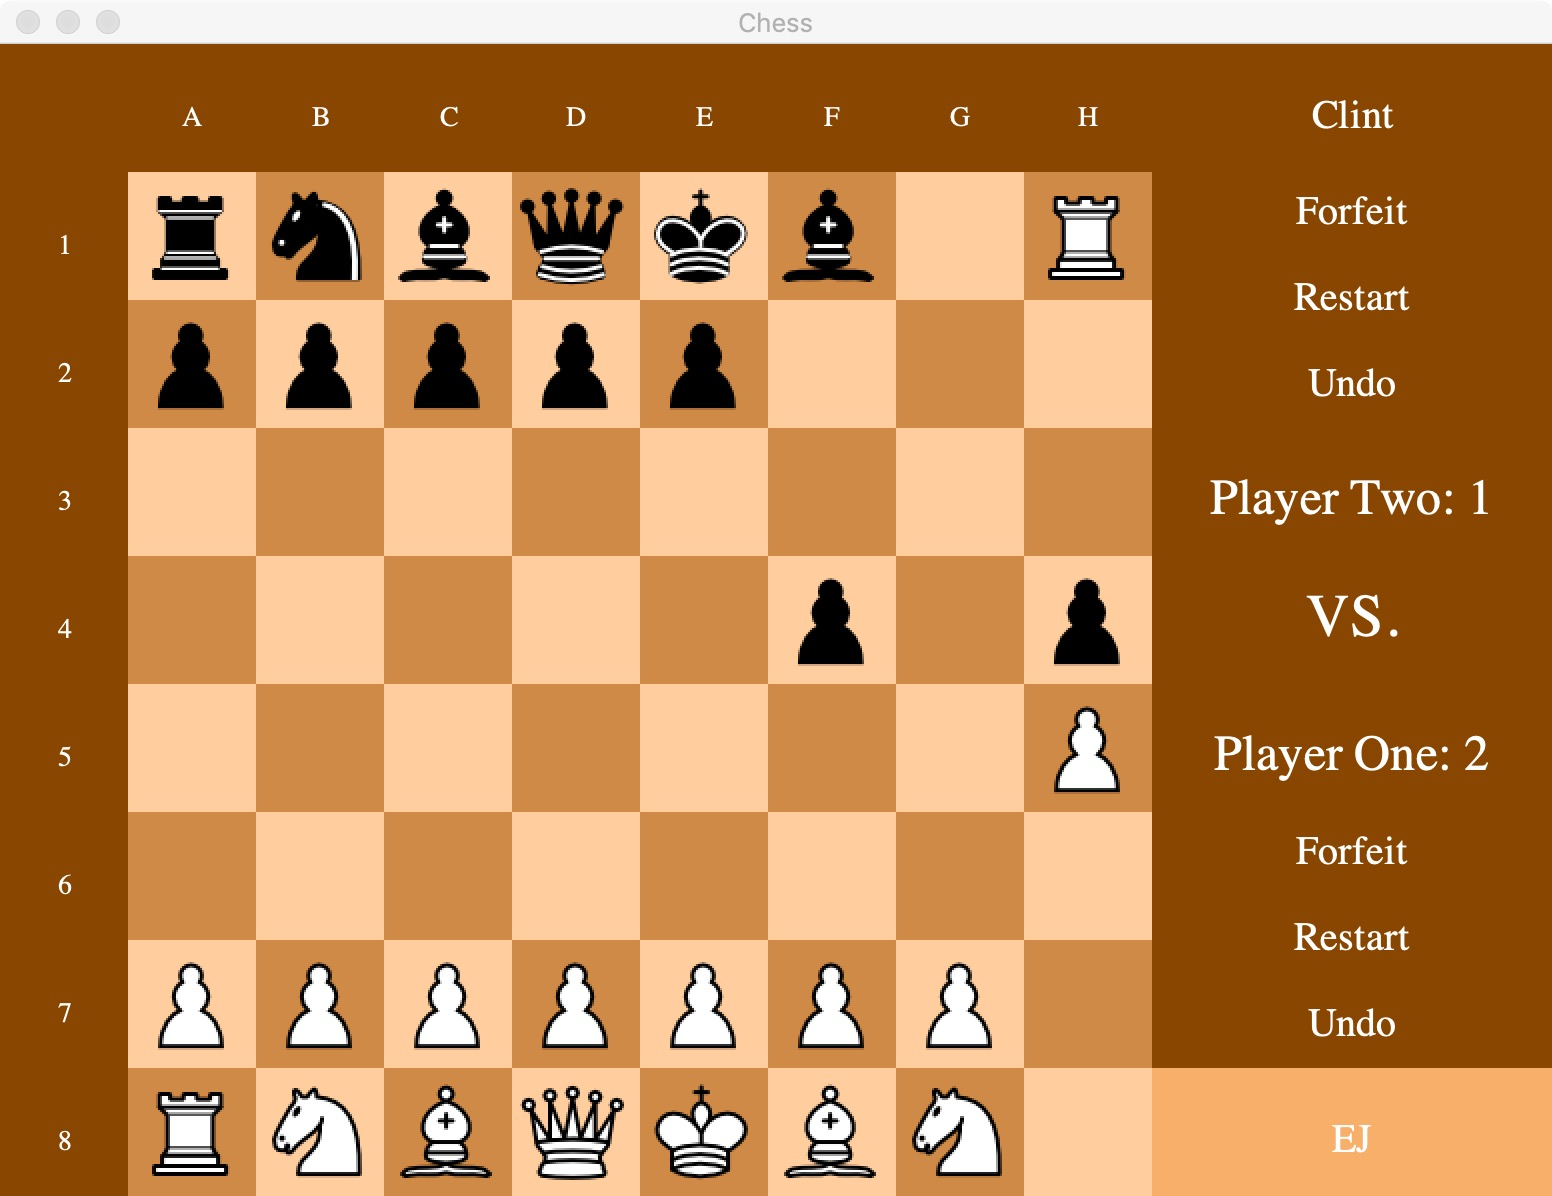 Chess
A B C D E F G H
Clint
1
Forfeit
Restart
2
Undo
3
Player Two: 1
4
VS.
5
Player One: 2
6
Forfeit
Restart
7
Undo
8
EJ